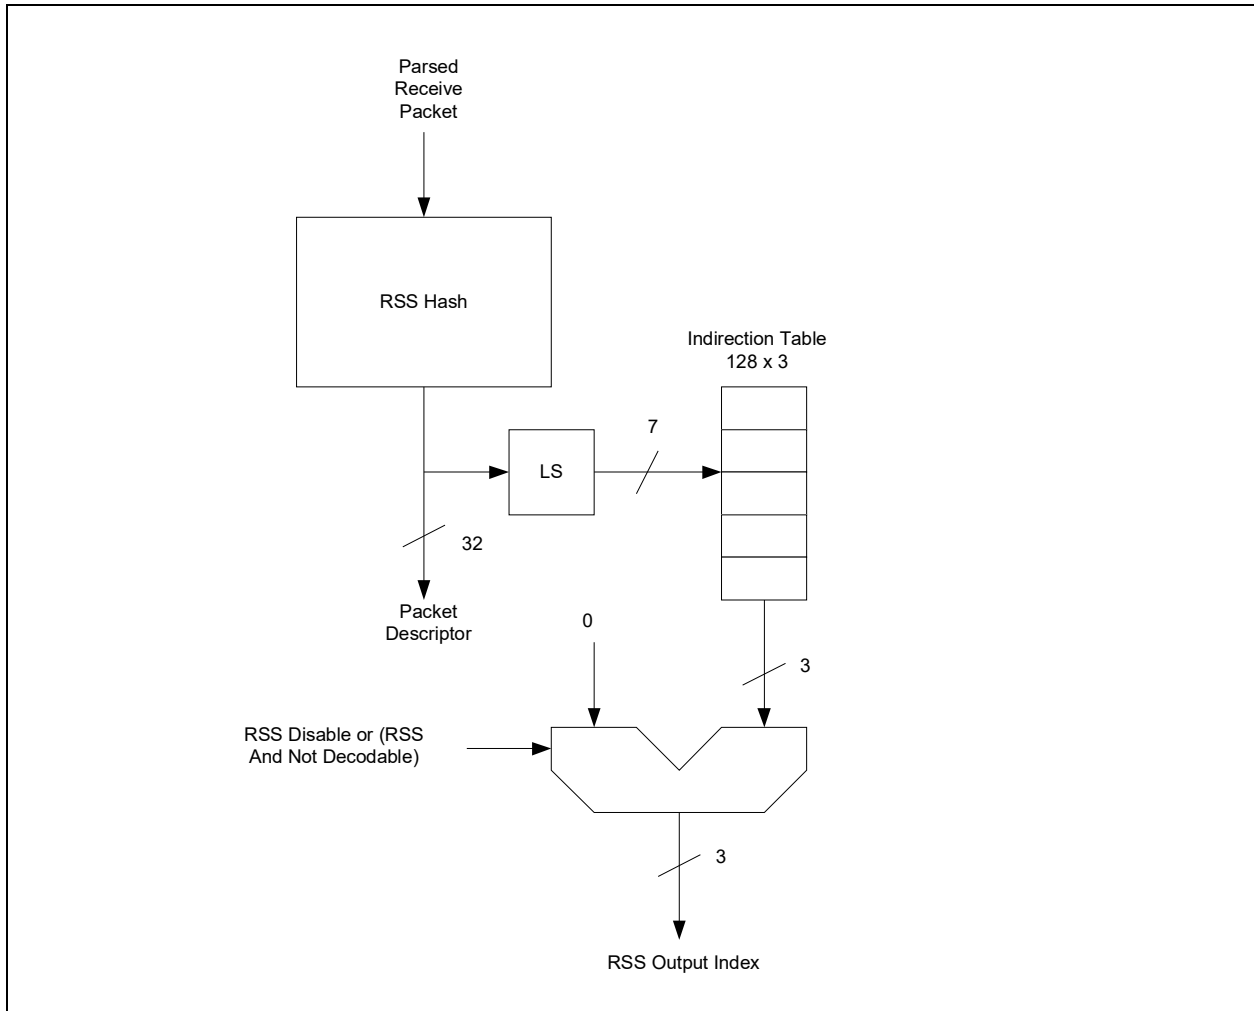 Parsed
Receive
Packet
RSS Hash
Indirection Table
128 x 3
7
LS
32
Packet
Descriptor
0
3
RSS Disable or (RSS
And Not Decodable)
3
RSS Output Index